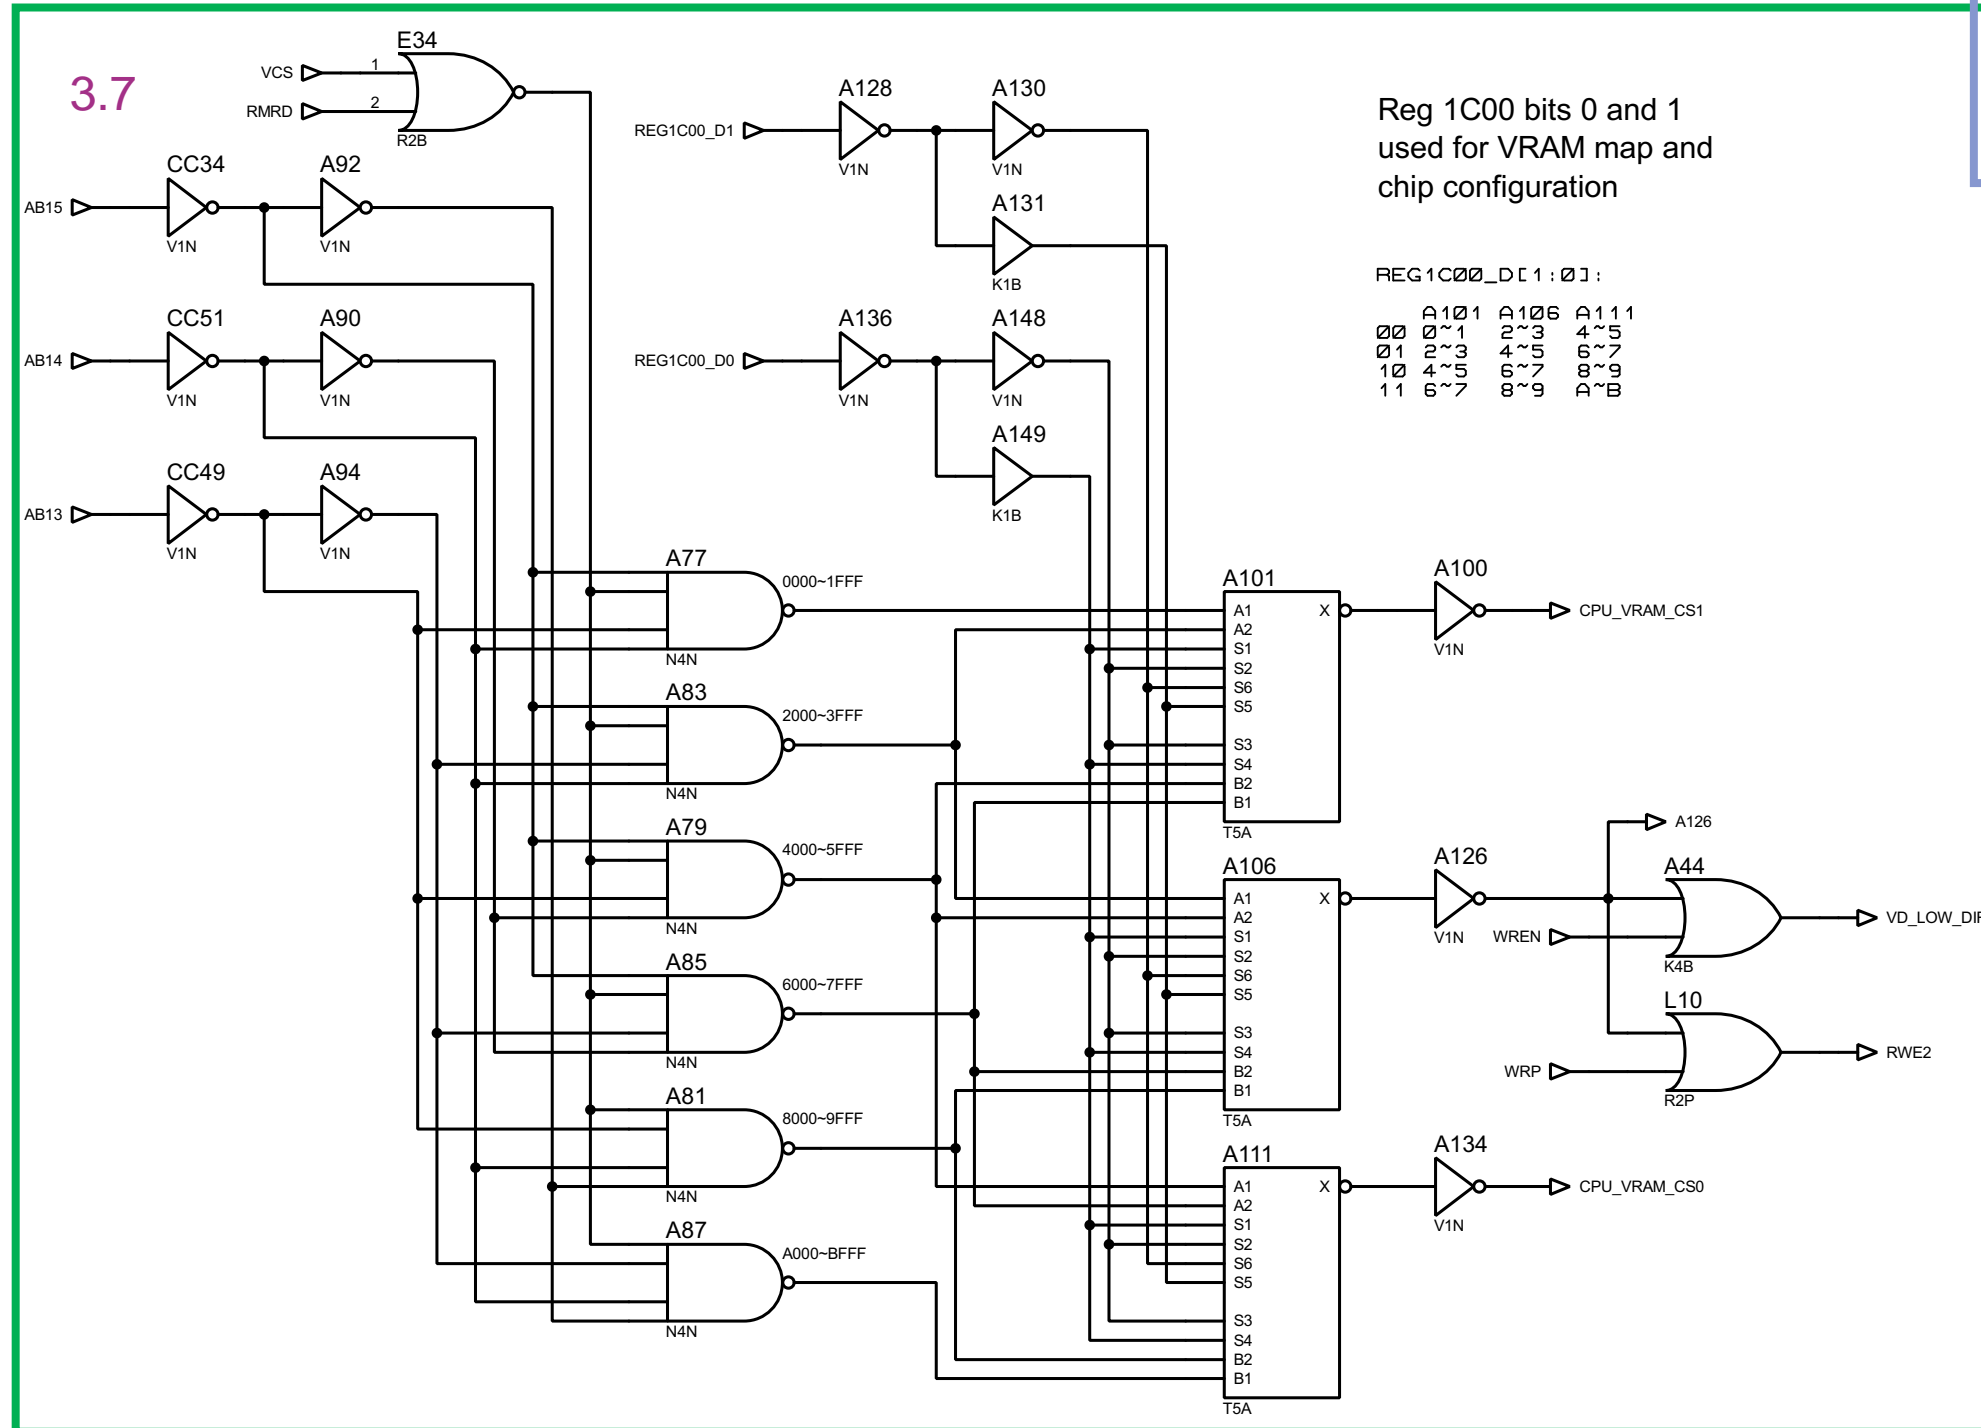 3.7
E34
VCS
1
RMRD
2
R2B
AB15
CC34
V1N
A92
V1N
AB14
CC51
V1N
A90
V1N
AB13
CC49
V1N
A94
V1N
REG1C00_D1
A128
V1N
A130
V1N
A131
K1B
REG1C00_D0
A136
V1N
A148
V1N
A149
K1B
Reg 1C00 bits 0 and 1
used for VRAM map and
chip configuration
REG1C00_D[1:0]:
A101 A106 A111
00 0~1 2~3 4~5
01 2~3 4~5 6~7
10 4~5 6~7 8~9
11 6~7 8~9 A~B
A77
0000~1FFF
N4N
A83
2000~3FFF
N4N
A79
4000~5FFF
N4N
A85
6000~7FFF
N4N
A81
8000~9FFF
N4N
A87
A000~BFFF
N4N
A101
A1 X
A2
S1
S2
S6
S5
S3
S4
B2
B1
T5A
A100
V1N
CPU_VRAM_CS1
A106
A1 X
A2
S1
S2
S6
S5
S3
S4
B2
B1
T5A
A126
V1N
A126
A44
WREN
K4B
VD_LOW_DI
L10
WRP
R2P
RWE2
A111
A1 X
A2
S1
S2
S6
S5
S3
S4
B2
B1
T5A
A134
V1N
CPU_VRAM_CS0